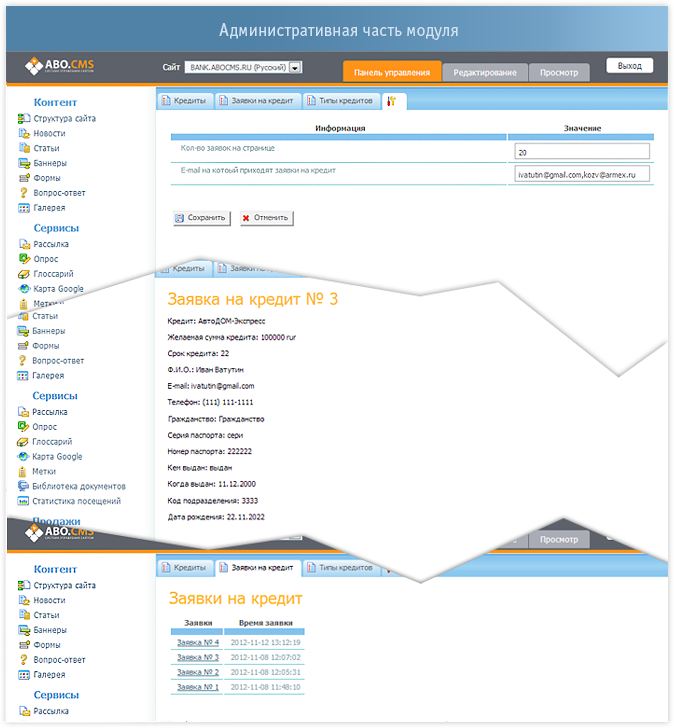 Административная часть модуля
ABO.CMS
СИСТЕМА УПРАВЛЕНИЯ САЙТОМ
Сайт BANK.ABOCMS.RU (Русский)
Панель управления Редактирование Просмотр Выход
Контент
Структура сайта
Новости
Статьи
Баннеры
Формы
Вопрос-ответ
Галерея
Сервисы
Рассылка
Опрос
Глоссарий
Карта Google
Метки
Кредиты Заявки на кредит Типы кредитов
Информация Значение
Кол-во заявок на странице 20
E-mail на котоый приходят заявки на кредит ivatutin@gmail.com,kozv@armex.ru
Сохранить Отменить
Статьи
Баннеры
Формы
Вопрос-ответ
Галерея
Сервисы
Рассылка
Опрос
Глоссарий
Карта Google
Метки
Библиотека документов
Статистика посещений
Продажи
Кредиты
Заявка на кредит № 3
Кредит: АвтоДОМ-Экспресс
Желаемая сумма кредита: 100000 rur
Срок кредита: 22
Ф.И.О.: Иван Ватутин
E-mail: ivatutin@gmail.com
Телефон: (111) 111-1111
Гражданство: Гражданство
Серия паспорта: сери
Номер паспорта: 222222
Кем выдан: выдан
Когда выдан: 11.12.2000
Код подразделения: 3333
Дата рождения: 22.11.2022
ABO.CMS
СИСТЕМА УПРАВЛЕНИЯ САЙТОМ
Просмотр
Контент
Структура сайта
Новости
Статьи
Баннеры
Формы
Вопрос-ответ
Галерея
Сервисы
Рассылка
Кредиты Заявки на кредит Типы кредитов
Заявки на кредит
Заявки Время заявки
Заявка № 4 2012-11-12 13:12:19
Заявка № 3 2012-11-08 12:07:02
Заявка № 2 2012-11-08 12:05:31
Заявка № 1 2012-11-08 11:48:10